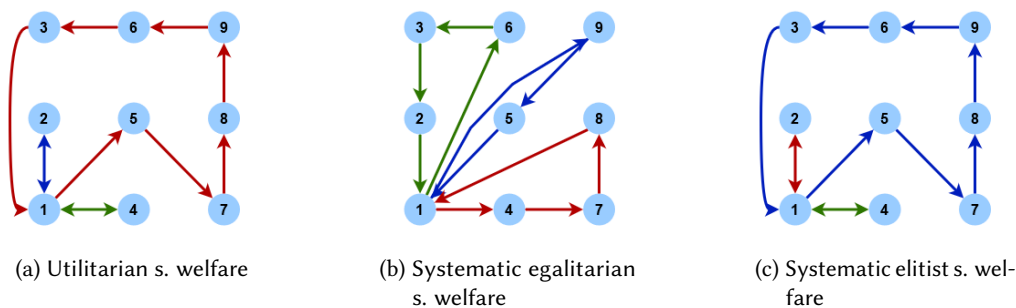 3 6 9
2 5 8
1 4 7
(a) Utilitarian s. welfare
3 6 9
2 5 8
1 4 7
(b) Systematic egalitarian
s. welfare
3 6 9
2 5 8
1 4 7
(c) Systematic elitist s. wel-
fare